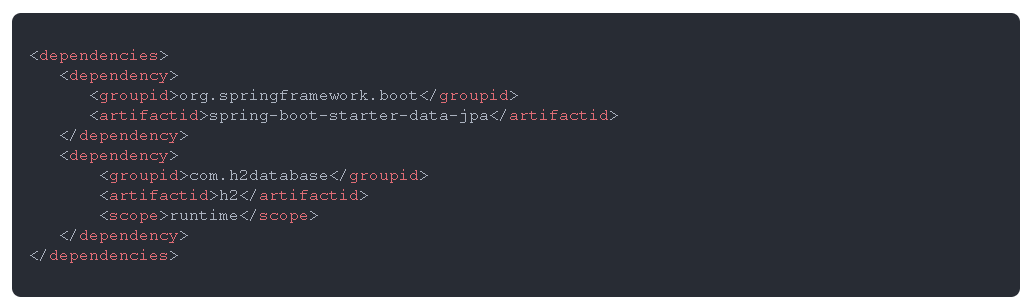 <dependencies>
<dependency>
<groupid>org.springframework.boot</groupid>
<artifactid>spring-boot-starter-data-jpa</artifactid>
</dependency>
<dependency>
<groupid>com.h2database</groupid>
<artifactid>h2</artifactid>
<scope>runtime</scope>
</dependency>
</dependencies>